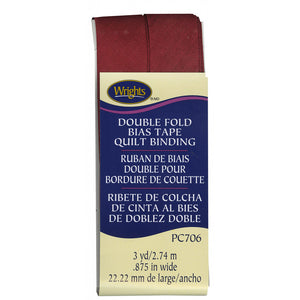 Wrights
DOUBLE FOLD
BIAS TAPE
QUILT BINDING
RUBAN DE BIAIS
DOUBLE POUR
BORDURE DE COUETTE
RIBETE DE COLCHA
DE CINTA AL BIES
DE DOBLEZ DOBLE
PC706
3 yd/2.74 m
.875 in wide
22.22 mm de large/ancho